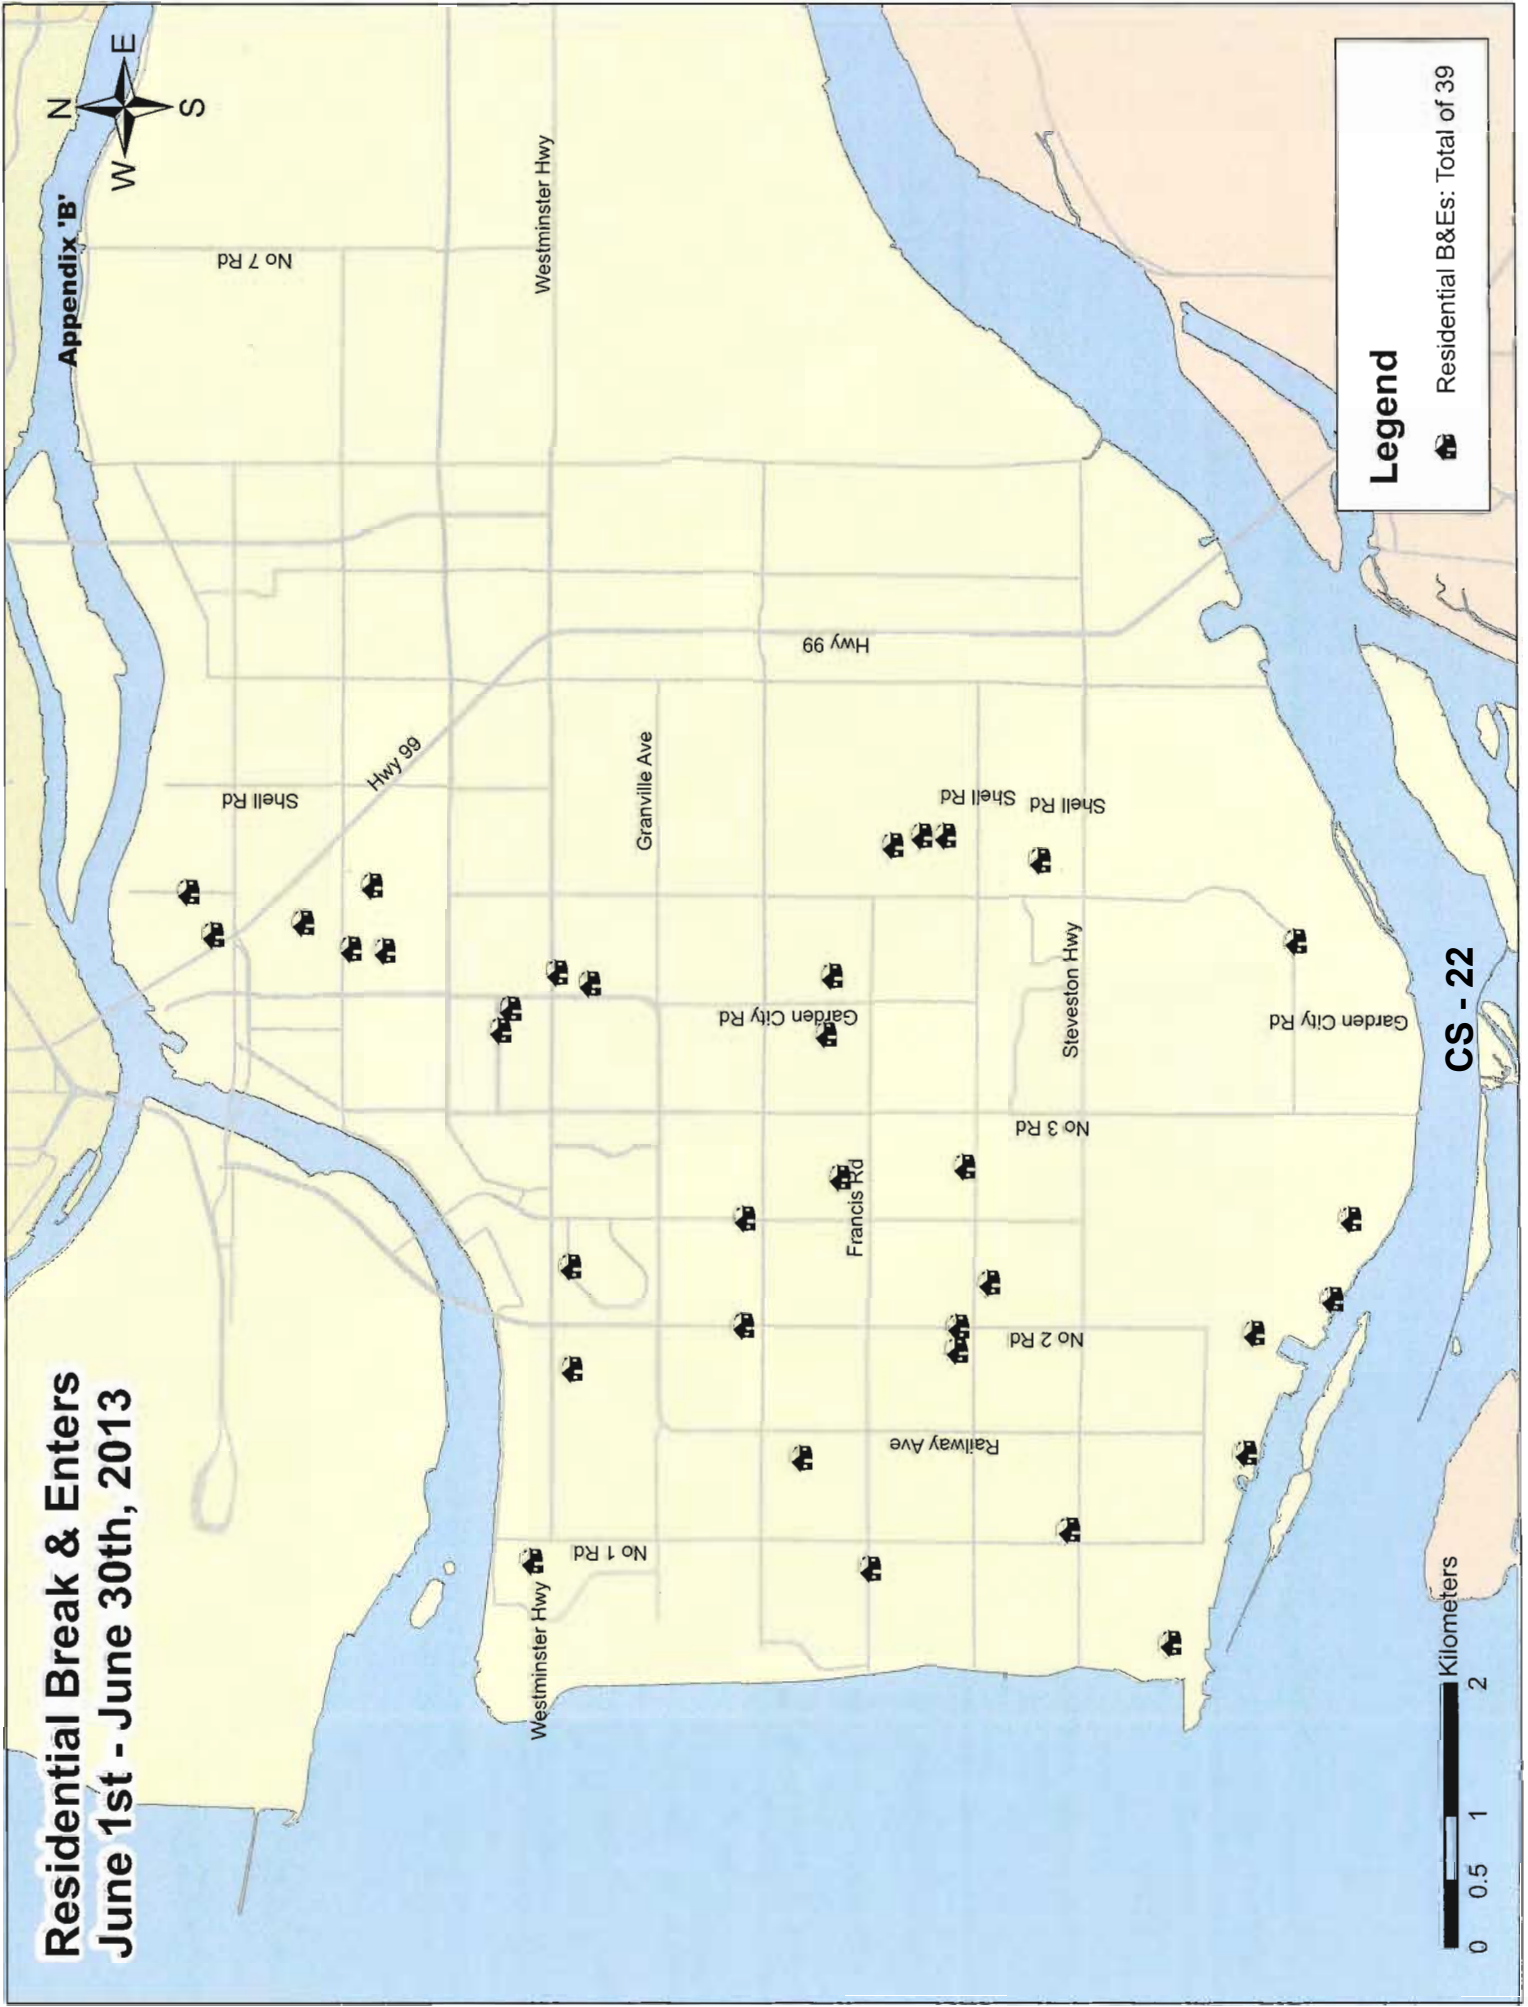 Residential Break & Enters
June 1st - June 30th, 2013
Appendix 'B'
N
W
E
S
No 7 Rd
Westminster Hwy
Shell Rd
Hwy 99
Granville Ave
Hwy 99
Shell Rd
Shell Rd
Garden City Rd
Steveston Hwy
Garden City Rd
No 3 Rd
Francis Rd
No 2 Rd
Railway Ave
No 1 Rd
Westminster Hwy
Legend
Residential B&Es: Total of 39
Kilometers
0 0.5 1 2
CS - 22